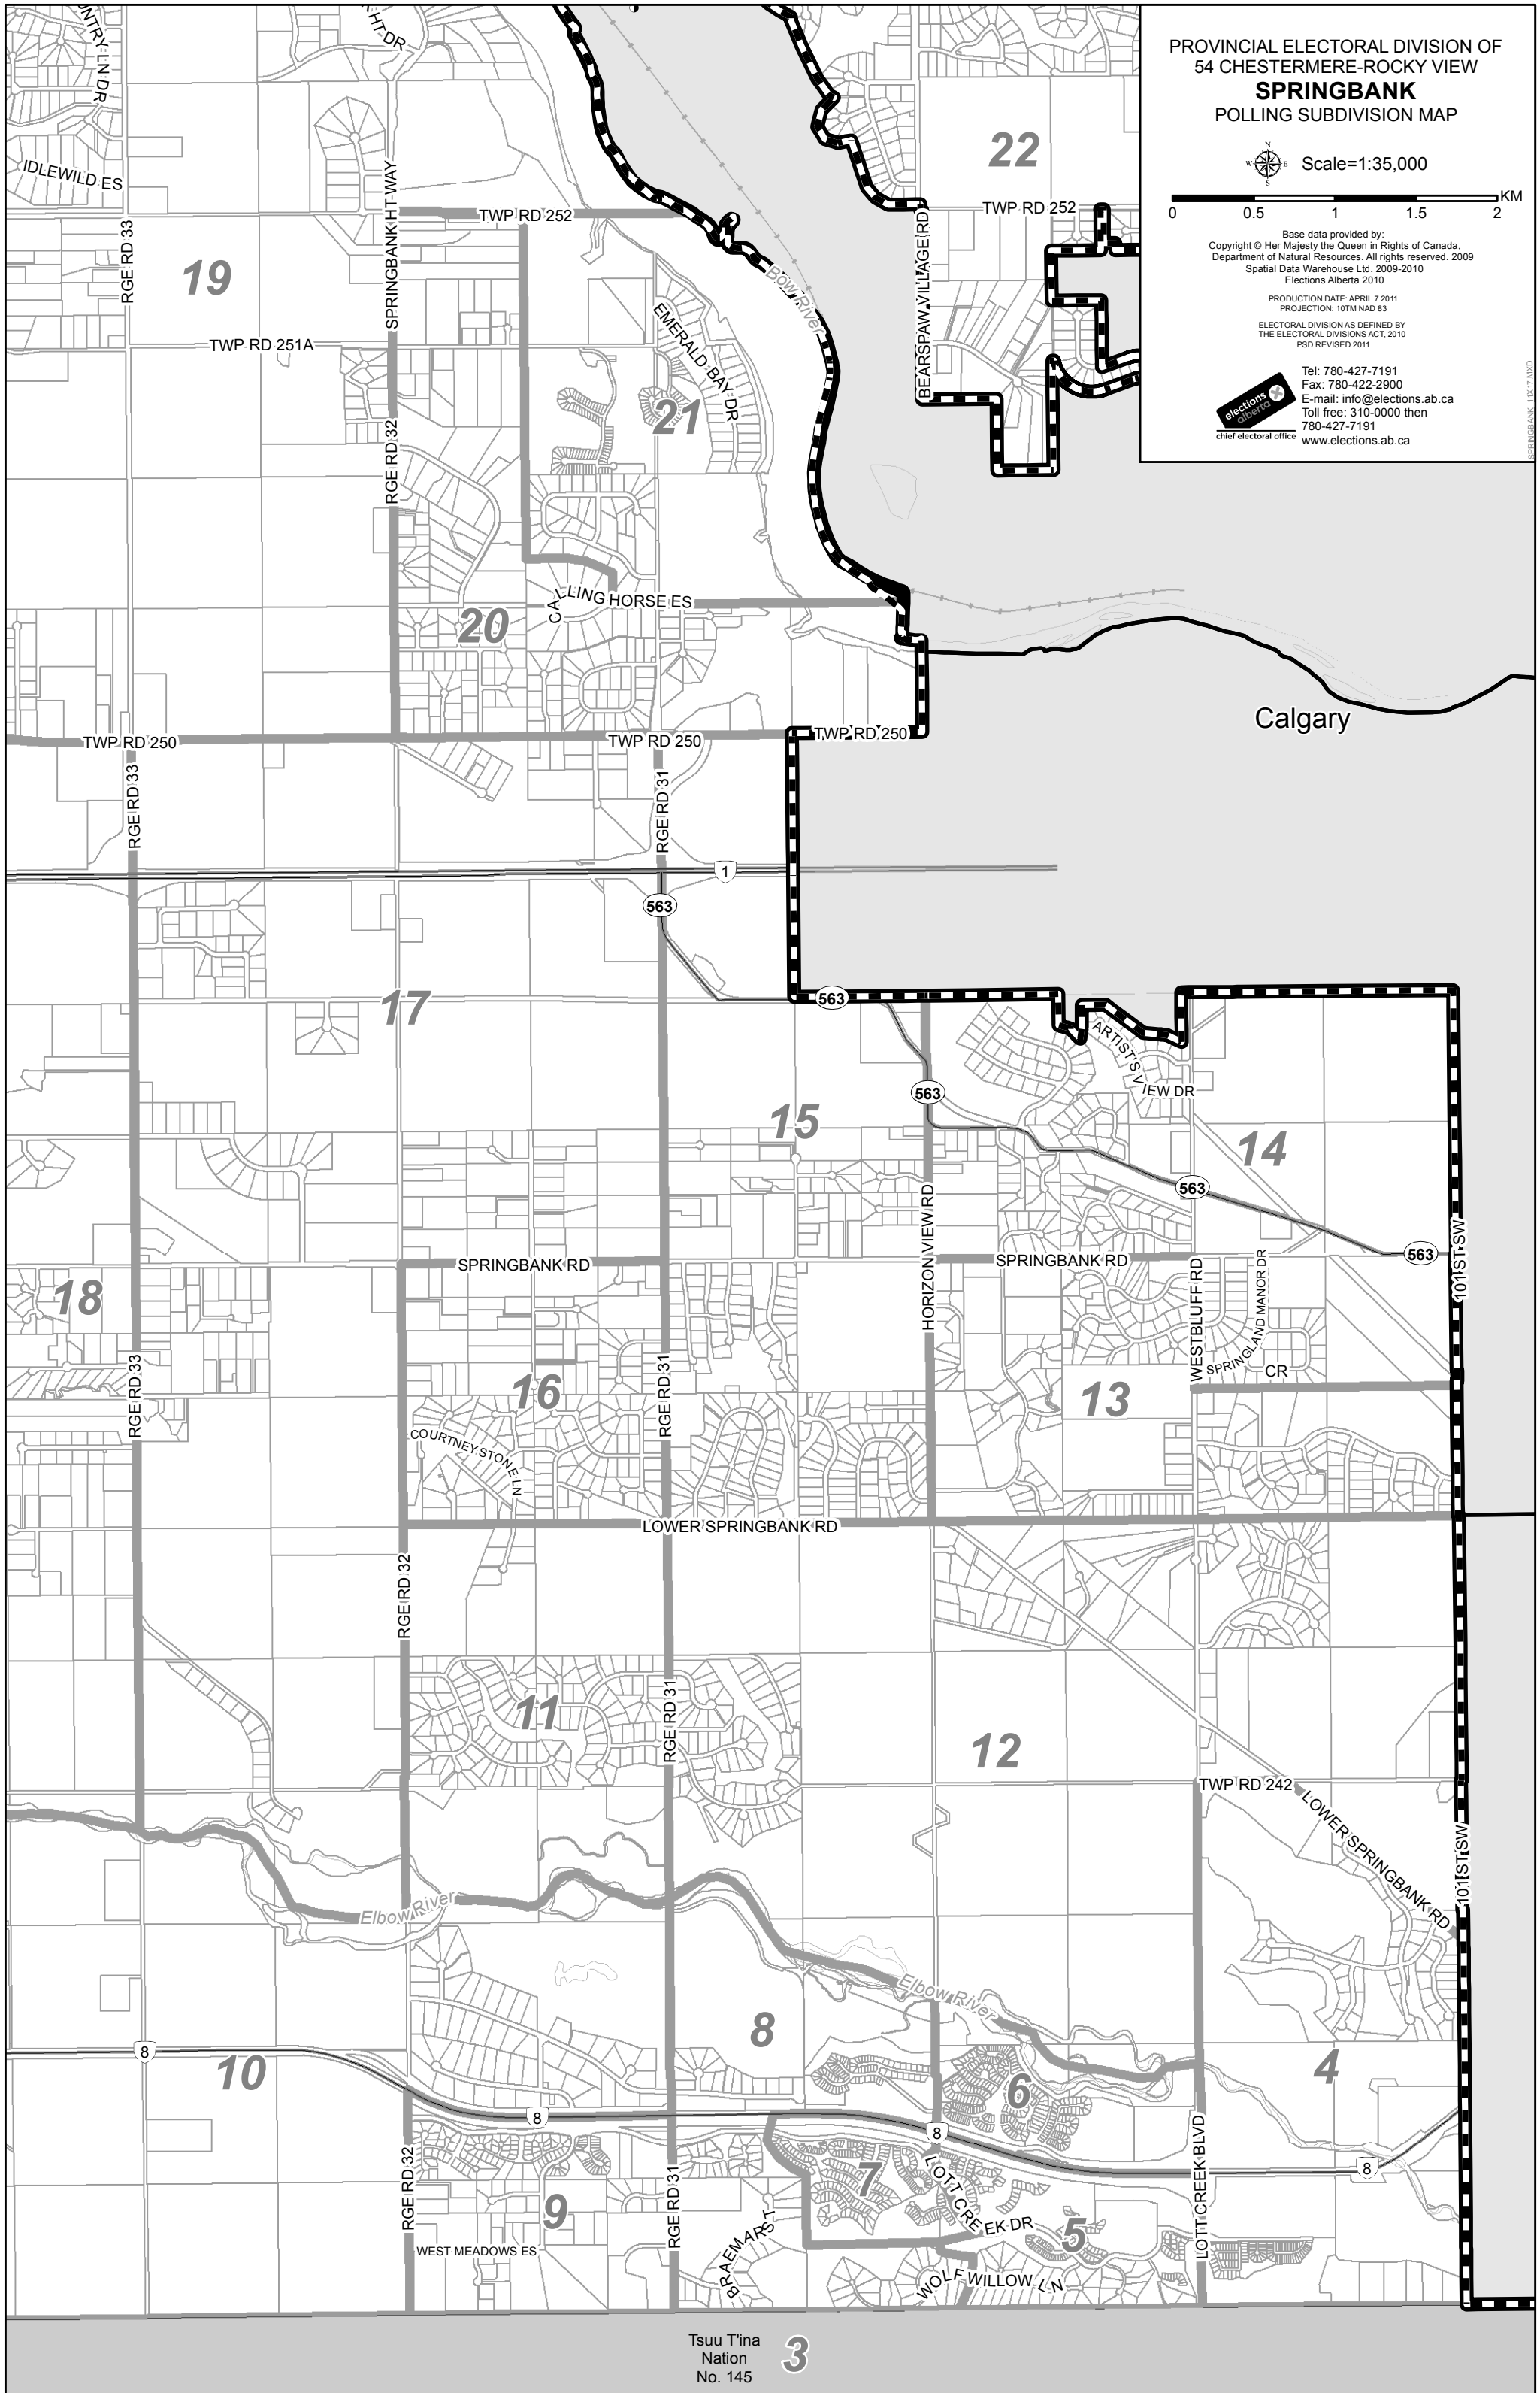 PROVINCIAL ELECTORAL DIVISION OF
54 CHESTERMERE-ROCKY VIEW
SPRINGBANK
POLLING SUBDIVISION MAP
N
W E
S
Scale=1:35,000
KM
0 0.5 1 1.5 2
Base data provided by:
Copyright © Her Majesty the Queen in Rights of Canada,
Department of Natural Resources. All rights reserved. 2009
Spatial Data Warehouse Ltd. 2009-2010
Elections Alberta 2010
PRODUCTION DATE: APRIL 7 2011
PROJECTION: 10TM NAD 83
ELECTORAL DIVISION AS DEFINED BY
THE ELECTORAL DIVISIONS ACT, 2010
PSD REVISED 2011
elections
alberta
chief electoral office
Tel: 780-427-7191
Fax: 780-422-2900
E-mail: info@elections.ab.ca
Toll free: 310-0000 then
780-427-7191
www.elections.ab.ca
SPRINGBANK_11X17.MXD
NTRY LN DR
HT DR
22
IDLEWILD ES
SPRINGBANK HT WAY
TWP RD 252
TWP RD 252
RGE RD 33
19
BEARSPAW VILLAGE RD
Bow River
EMERALD BAY DR
TWP RD 251A
21
RGE RD 32
CALLING HORSE ES
20
Calgary
TWP RD 250
TWP RD 250
TWP RD 250
RGE RD 33
RGE RD 31
1
563
17
563
ARTIST'S VIEW DR
563
15
14
563
HORIZON VIEW RD
SPRINGBANK RD
SPRINGBANK RD
563
101 ST SW
18
WESTBLUFF RD
SPRINGLAND MANOR DR
CR
RGE RD 33
RGE RD 31
16
13
COURTNEY STONE LN
LOWER SPRINGBANK RD
RGE RD 32
11
RGE RD 31
12
TWP RD 242
LOWER SPRINGBANK RD
101 ST SW
Elbow River
Elbow River
8
8
10
6
4
8
8
8
7
LOTT CREEK DR
LOTT CREEK BLVD
RGE RD 32
9
RGE RD 31
5
WEST MEADOWS ES
BRAEMAR ST
WOLF WILLOW LN
Tsuu T'ina
Nation
No. 145
3